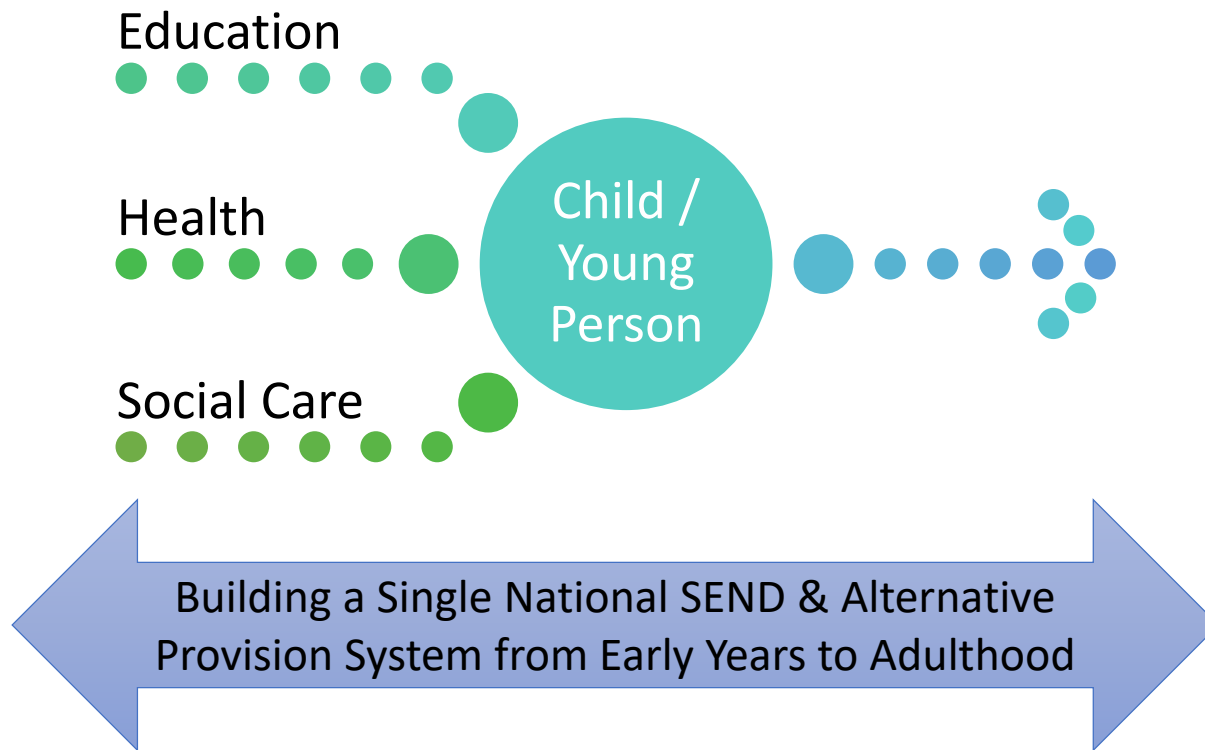 Education
Health
Child /
Young
Person
Social Care
Building a Single National SEND & Alternative
Provision System from Early Years to Adulthood